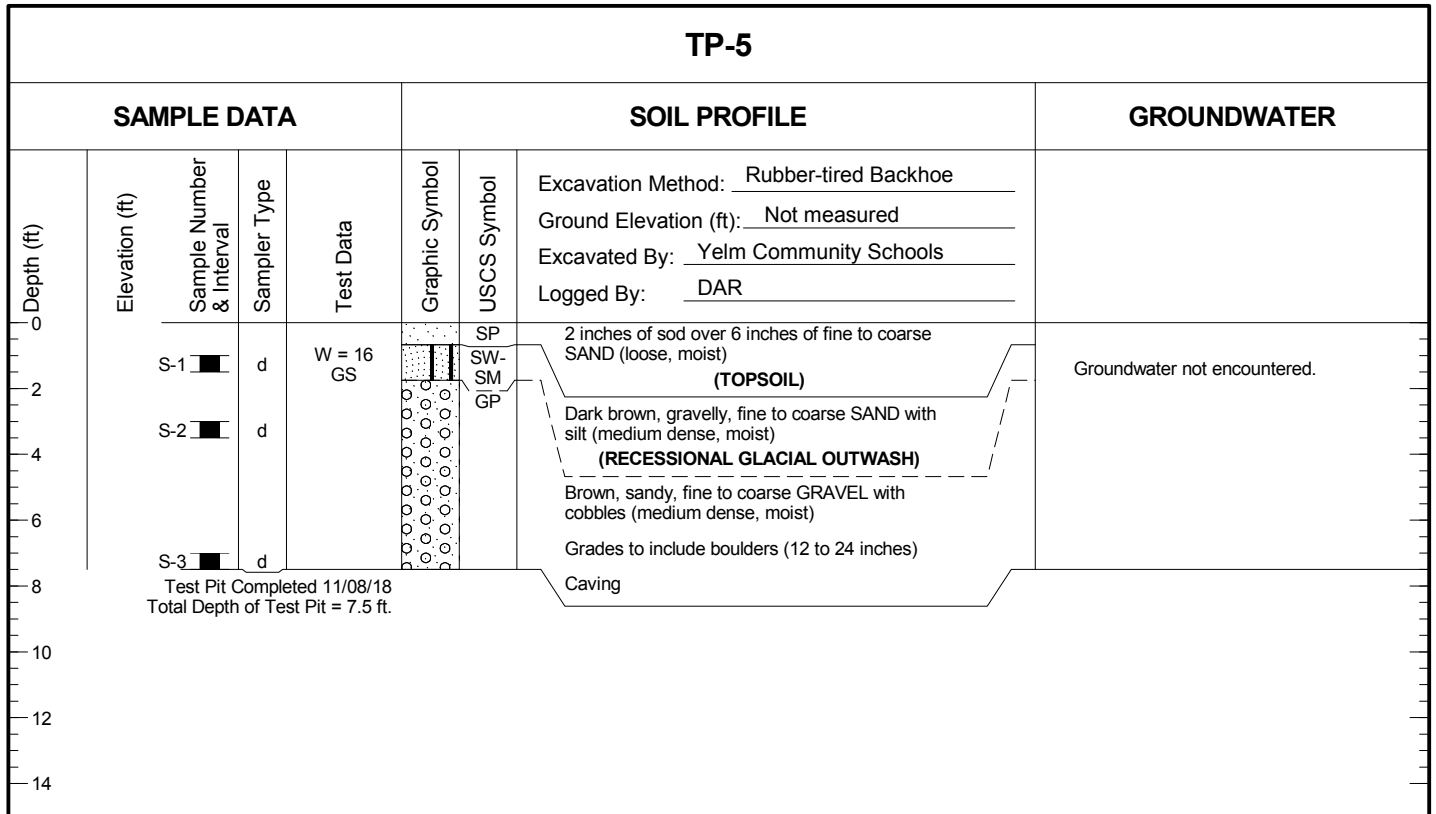 TP-5
SAMPLE DATA
SOIL PROFILE
GROUNDWATER
Depth (ft)
Elevation (ft)
Sample Number
& Interval
Sampler Type
Test Data
Graphic Symbol
USCS Symbol
Excavation Method: Rubber-tired Backhoe
Ground Elevation (ft): Not measured
Excavated By: Yelm Community Schools
Logged By: DAR
0
2
4
6
8
10
12
14
S-1
d
W = 16
GS
S-2
d
S-3
d
Test Pit Completed 11/08/18
Total Depth of Test Pit = 7.5 ft.
SP
SW-
SM
GP
2 inches of sod over 6 inches of fine to coarse
SAND (loose, moist)
(TOPSOIL)
Dark brown, gravelly, fine to coarse SAND with
silt (medium dense, moist)
(RECESSIONAL GLACIAL OUTWASH)
Brown, sandy, fine to coarse GRAVEL with
cobbles (medium dense, moist)
Grades to include boulders (12 to 24 inches)
Caving
Groundwater not encountered.